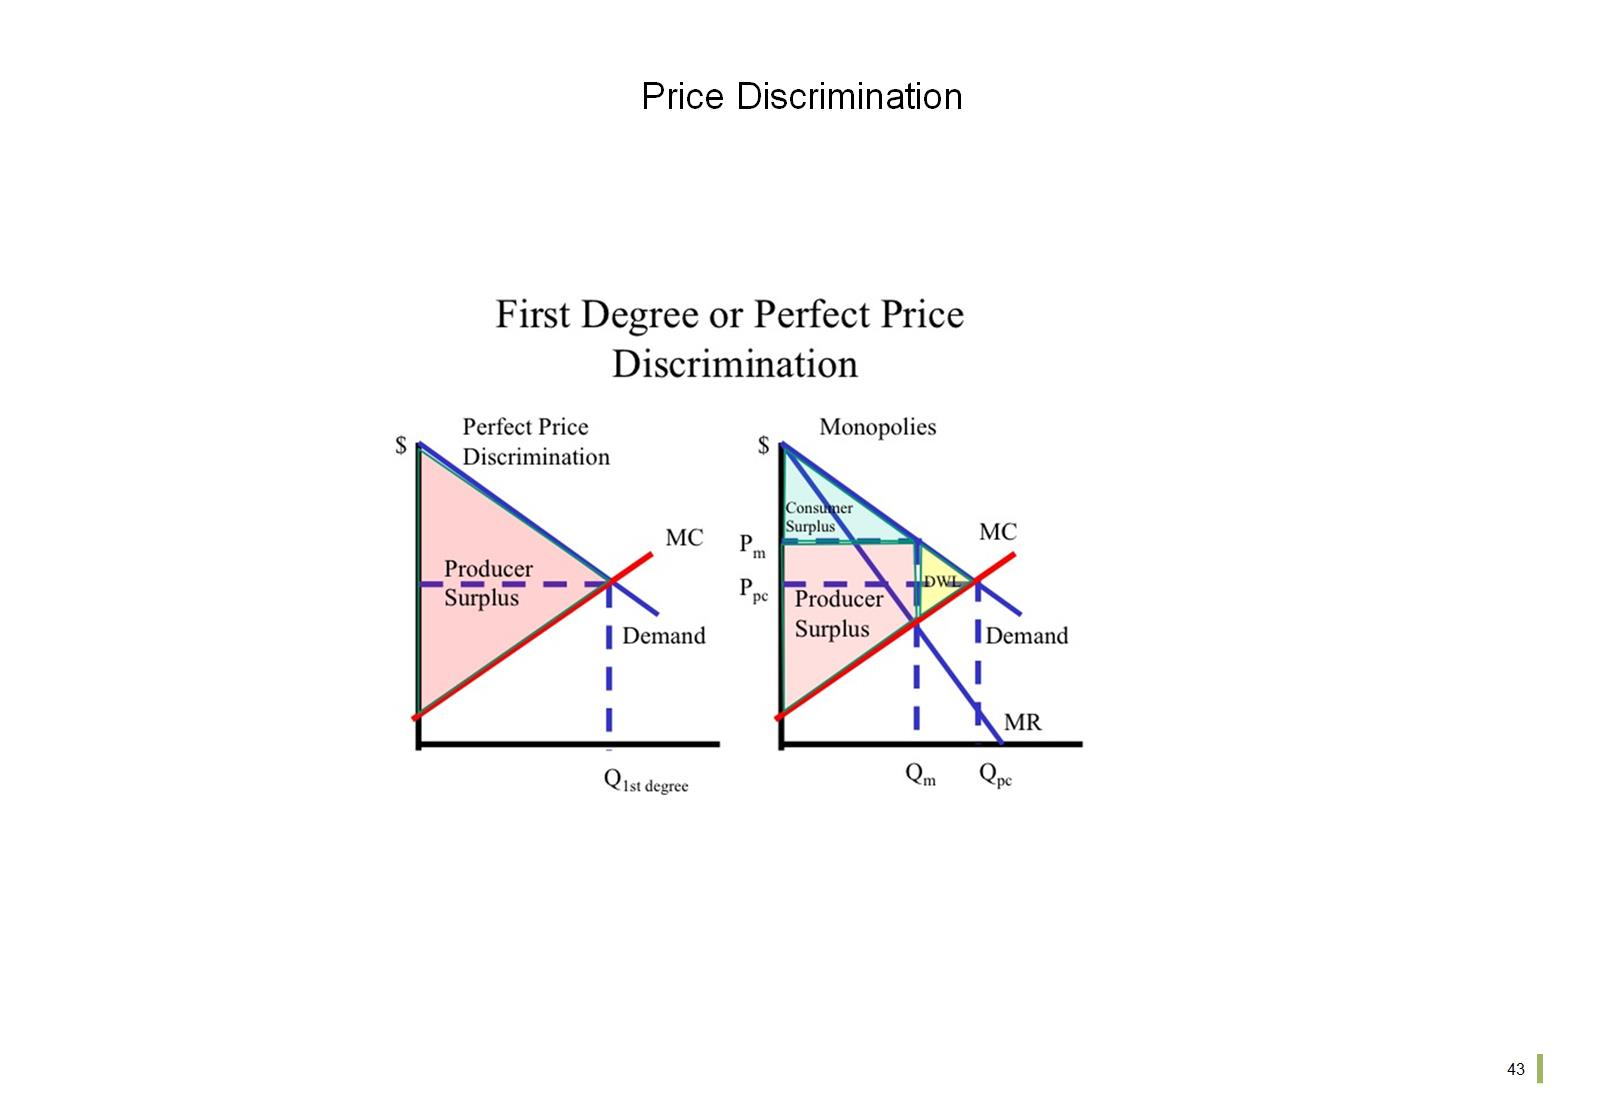 Price Discrimination
First Degree or Perfect Price
Discrimination
Perfect Price
Discrimination
$
MC
Producer
Surplus
Demand
Q1st degree
Monopolies
$
Consumer
Surplus
MC
Pm
Ppc
DWL
Producer
Surplus
Demand
MR
Qm
Qpc
43